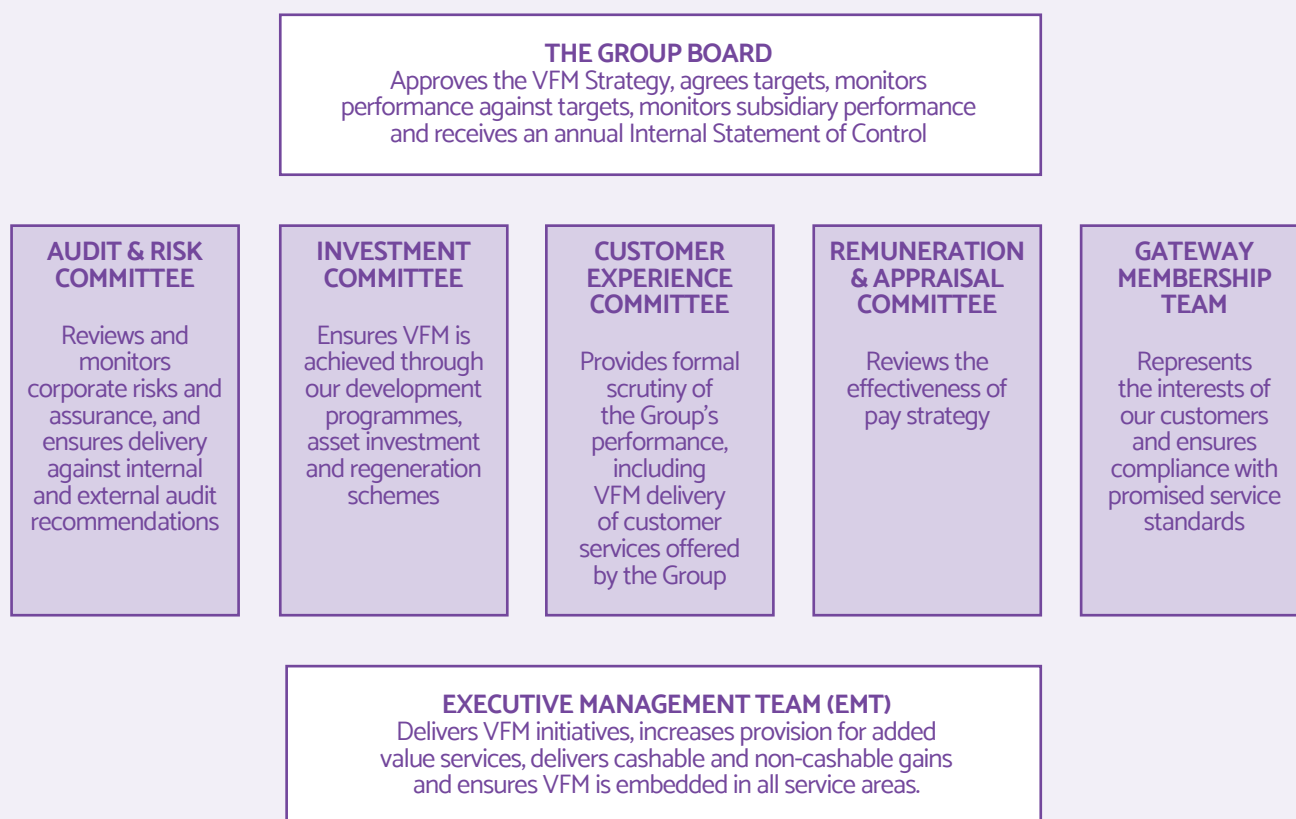 THE GROUP BOARD
Approves the VFM Strategy, agrees targets, monitors
performance against targets, monitors subsidiary performance
and receives an annual Internal Statement of Control
AUDIT & RISK
COMMITTEE
Reviews and
monitors
corporate risks and
assurance, and
ensures delivery
against internal
and external audit
recommendations
INVESTMENT
COMMITTEE
Ensures VFM is
achieved through
our development
programmes,
asset investment
and regeneration
schemes
CUSTOMER
EXPERIENCE
COMMITTEE
Provides formal
scrutiny of
the Group’s
performance,
including
VFM delivery
of customer
services offered
by the Group
REMUNERATION
& APPRAISAL
COMMITTEE
Reviews the
effectiveness of
pay strategy
GATEWAY
MEMBERSHIP
TEAM
Represents
the interests of
our customers
and ensures
compliance with
promised service
standards
EXECUTIVE MANAGEMENT TEAM (EMT)
Delivers VFM initiatives, increases provision for added
value services, delivers cashable and non-cashable gains
and ensures VFM is embedded in all service areas.